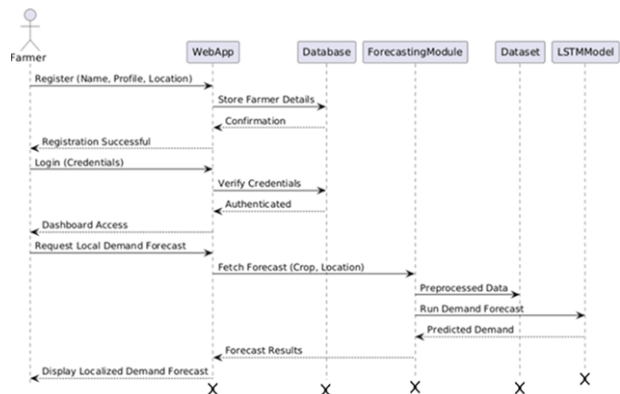 Farmer
WebApp
Database
ForecastingModule
Dataset
LSTMModel
Register (Name, Profile, Location)
Store Farmer Details
Confirmation
Registration Successful
Login (Credentials)
Verify Credentials
Authenticated
Dashboard Access
Request Local Demand Forecast
Fetch Forecast (Crop, Location)
Preprocessed Data
Run Demand Forecast
Predicted Demand
Forecast Results
Display Localized Demand Forecast